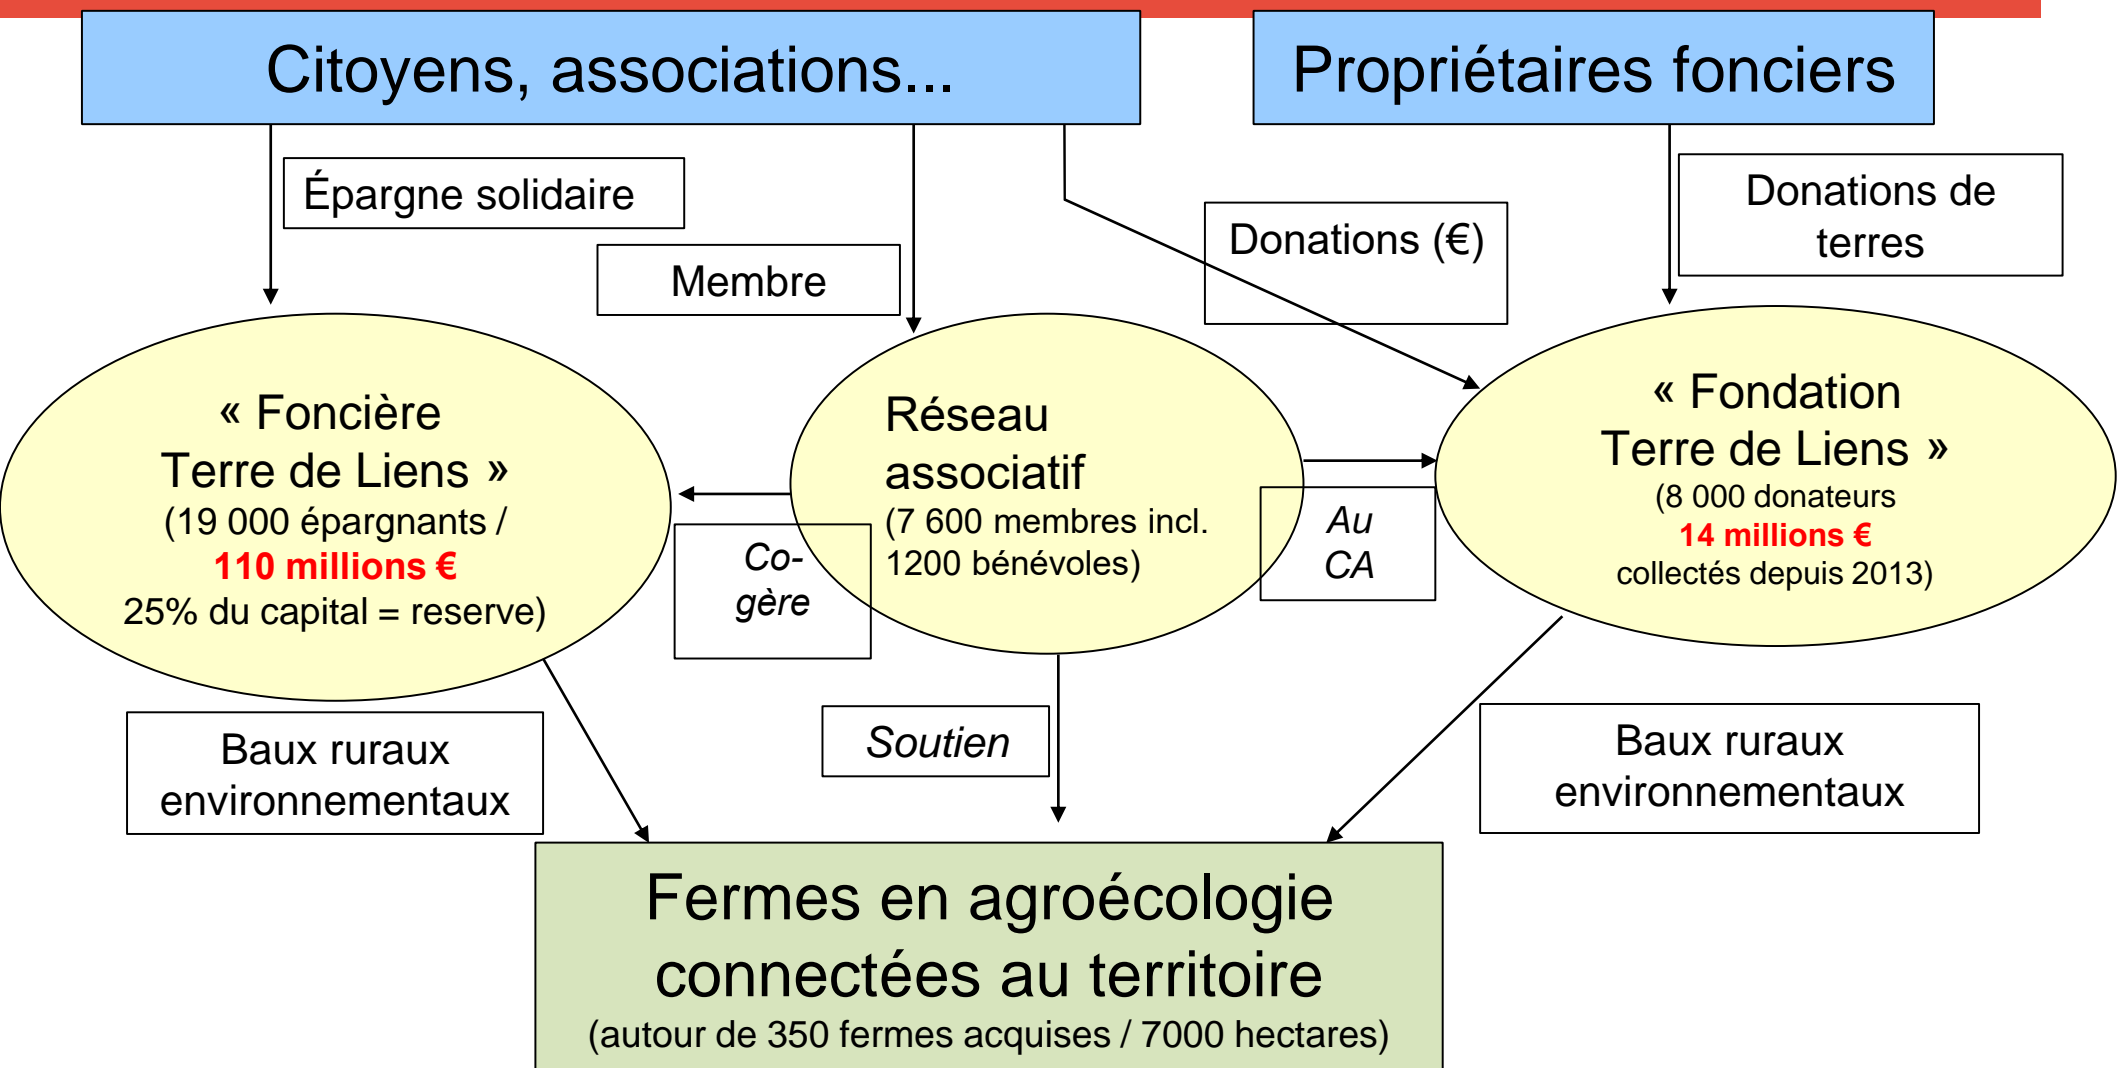 Citoyens, associations...
Propriétaires fonciers
Épargne solidaire
Membre
Donations (€)
Donations de
terres
« Foncière
Terre de Liens »
(19 000 épargnants /
110 millions €
25% du capital = reserve)
Réseau
associatif
(7 600 membres incl.
1200 bénévoles)
« Fondation
Terre de Liens »
(8 000 donateurs
14 millions €
collectés depuis 2013)
Co-
gère
Au
CA
Baux ruraux
environnementaux
Soutien
Baux ruraux
environnementaux
Fermes en agroécologie
connectées au territoire
(autour de 350 fermes acquises / 7000 hectares)